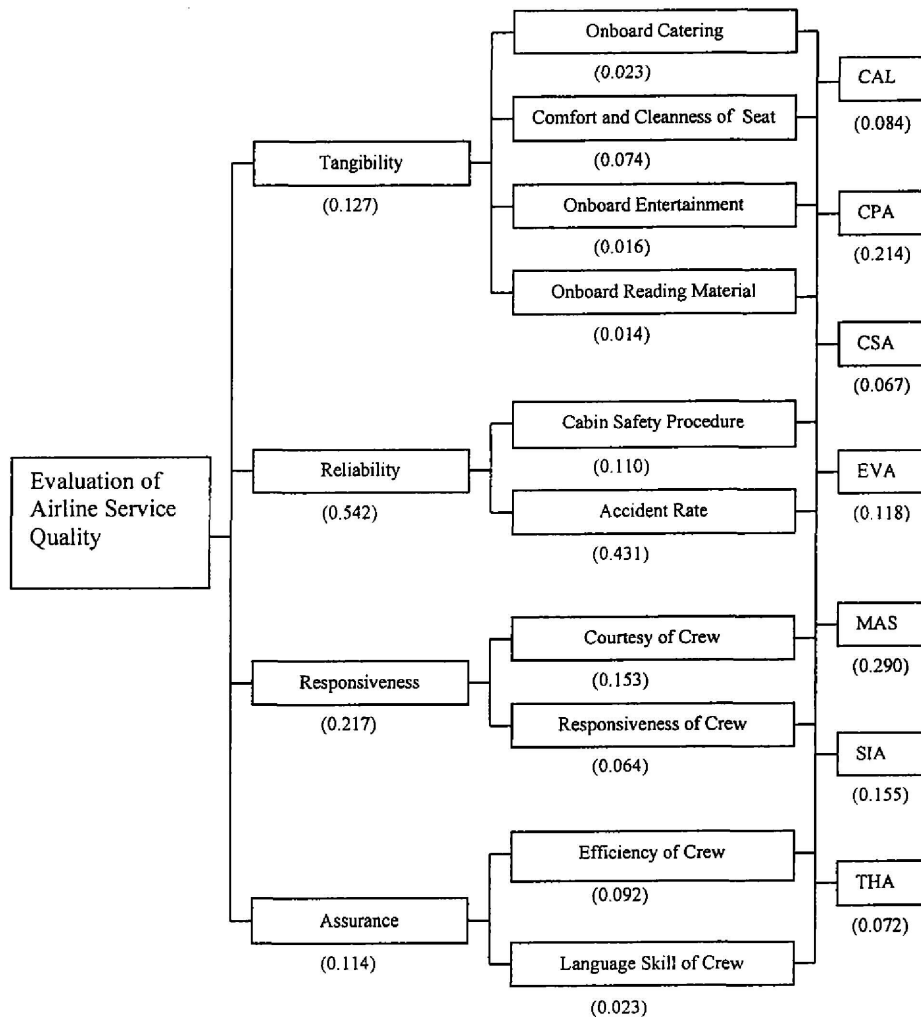 Evaluation of
Airline Service
Quality
Tangibility
(0.127)
Reliability
(0.542)
Responsiveness
(0.217)
Assurance
(0.114)
Onboard Catering
(0.023)
Comfort and Cleanness of Seat
(0.074)
Onboard Entertainment
(0.016)
Onboard Reading Material
(0.014)
Cabin Safety Procedure
(0.110)
Accident Rate
(0.431)
Courtesy of Crew
(0.153)
Responsiveness of Crew
(0.064)
Efficiency of Crew
(0.092)
Language Skill of Crew
(0.023)
CAL
(0.084)
CPA
(0.214)
CSA
(0.067)
EVA
(0.118)
MAS
(0.290)
SIA
(0.155)
THA
(0.072)